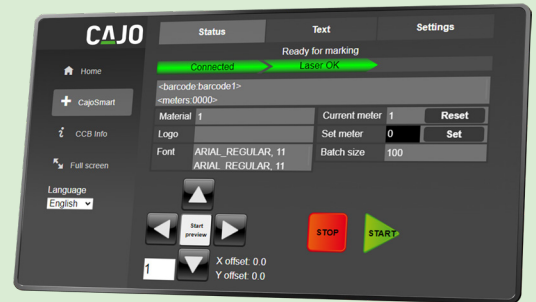 CAJO
Status
Text
Settings
Ready for marking
Connected
Laser OK
Home
CajoSmart
CCB Info
Full screen
Language
English
<barcode:barcode1>
<meters:0000>
Material 1
Current meter 1 Reset
Logo
Set meter 0 Set
Font ARIAL_REGULAR, 11
ARIAL_REGULAR, 11
Batch size 100
Start
preview
STOP
START
1
X offset: 0.0
Y offset: 0.0